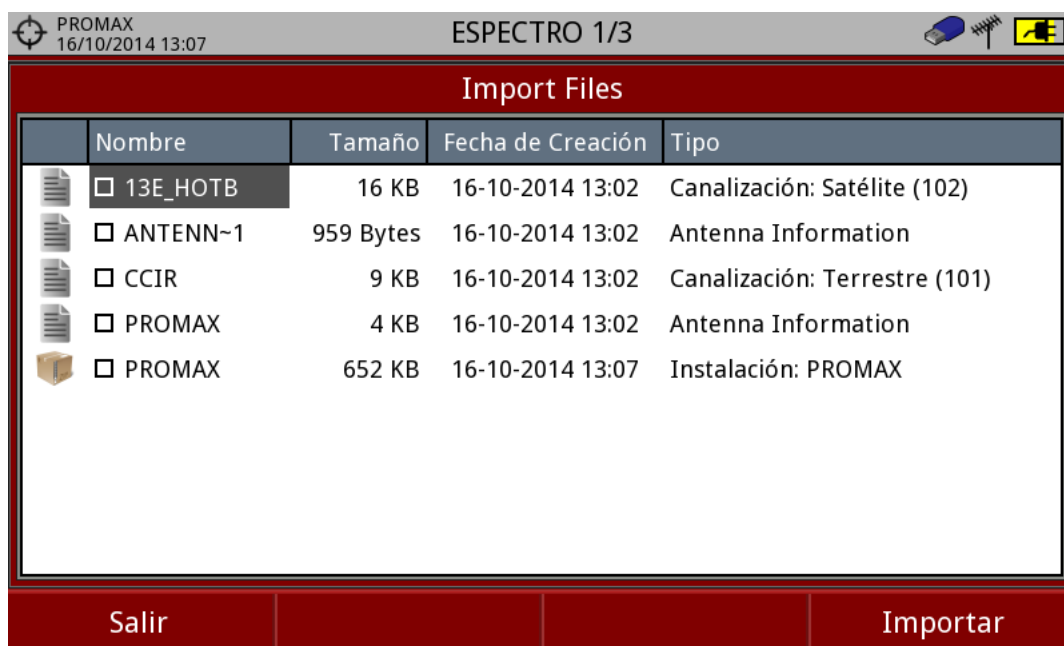 PROMAX
16/10/2014 13:07
ESPECTRO 1/3
Import Files
Nombre Tamaño Fecha de Creación Tipo
13E_HOTB 16 KB 16-10-2014 13:02 Canalización: Satélite (102)
ANTENN~1 959 Bytes 16-10-2014 13:02 Antenna Information
CCIR 9 KB 16-10-2014 13:02 Canalización: Terrestre (101)
PROMAX 4 KB 16-10-2014 13:02 Antenna Information
PROMAX 652 KB 16-10-2014 13:07 Instalación: PROMAX
Salir Importar